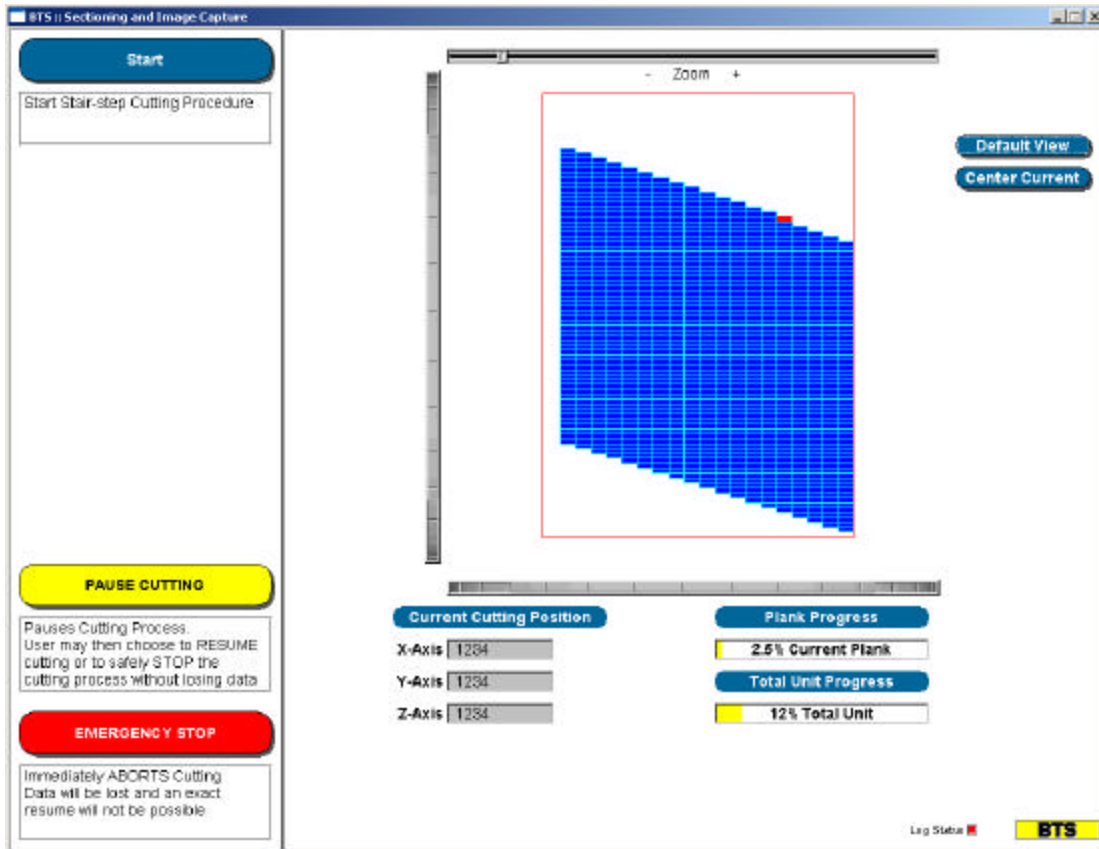 BTS :: Sectioning and Image Capture
Start
Start Stair-step Cutting Procedure
- Zoom +
Default View
Center Current
PAUSE CUTTING
Pauses Cutting Process.
User may then choose to RESUME
cutting or to safely STOP the
cutting process without losing data
EMERGENCY STOP
Immediately ABORTS Cutting
Data will be lost and an exact
resume will not be possible
Current Cutting Position
X-Axis 1234
Y-Axis 1234
Z-Axis 1234
Plank Progress
2.5% Current Plank
Total Unit Progress
12% Total Unit
Log Status
BTS